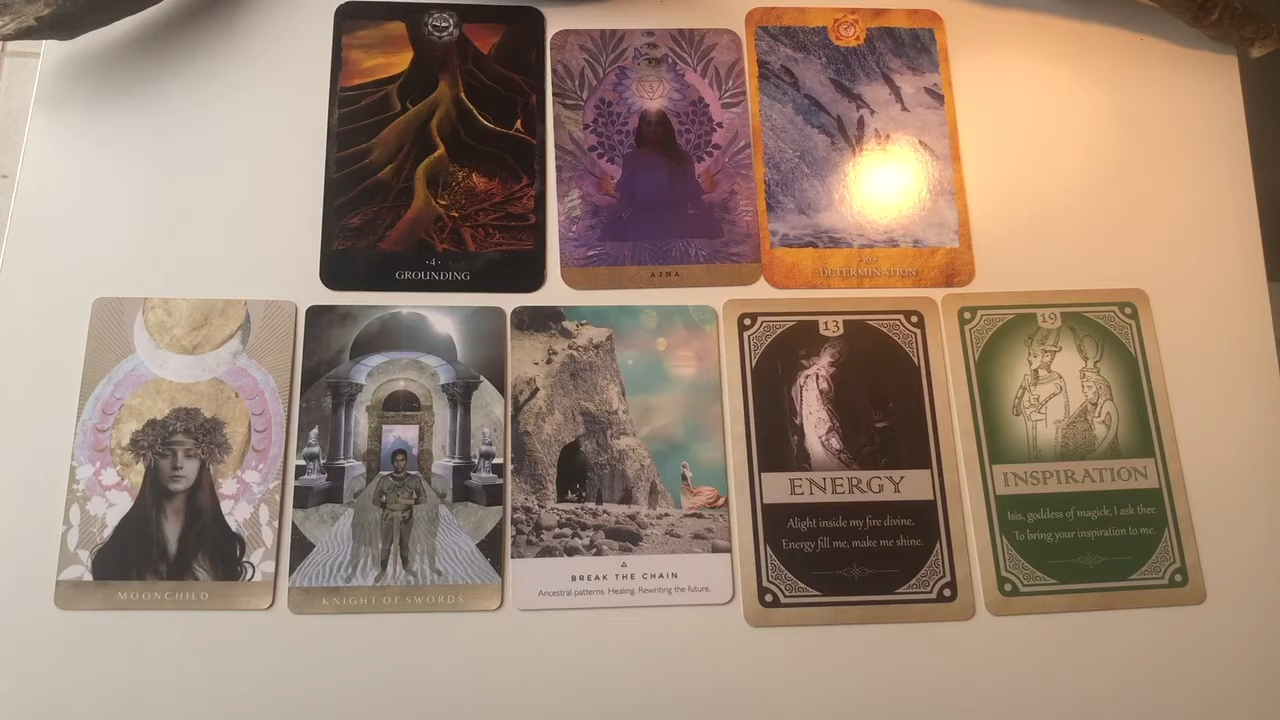 ·4·
GROUNDING
AJNA
·16·
DETERMINATION
MOONCHILD
KNIGHT OF SWORDS
BREAK THE CHAIN
Ancestral patterns. Healing. Rewriting the future.
13
ENERGY
Alight inside my fire divine,
Energy fill me, make me shine.
19
INSPIRATION
Isis, goddess of magick, I ask thee
To bring your inspiration to me.